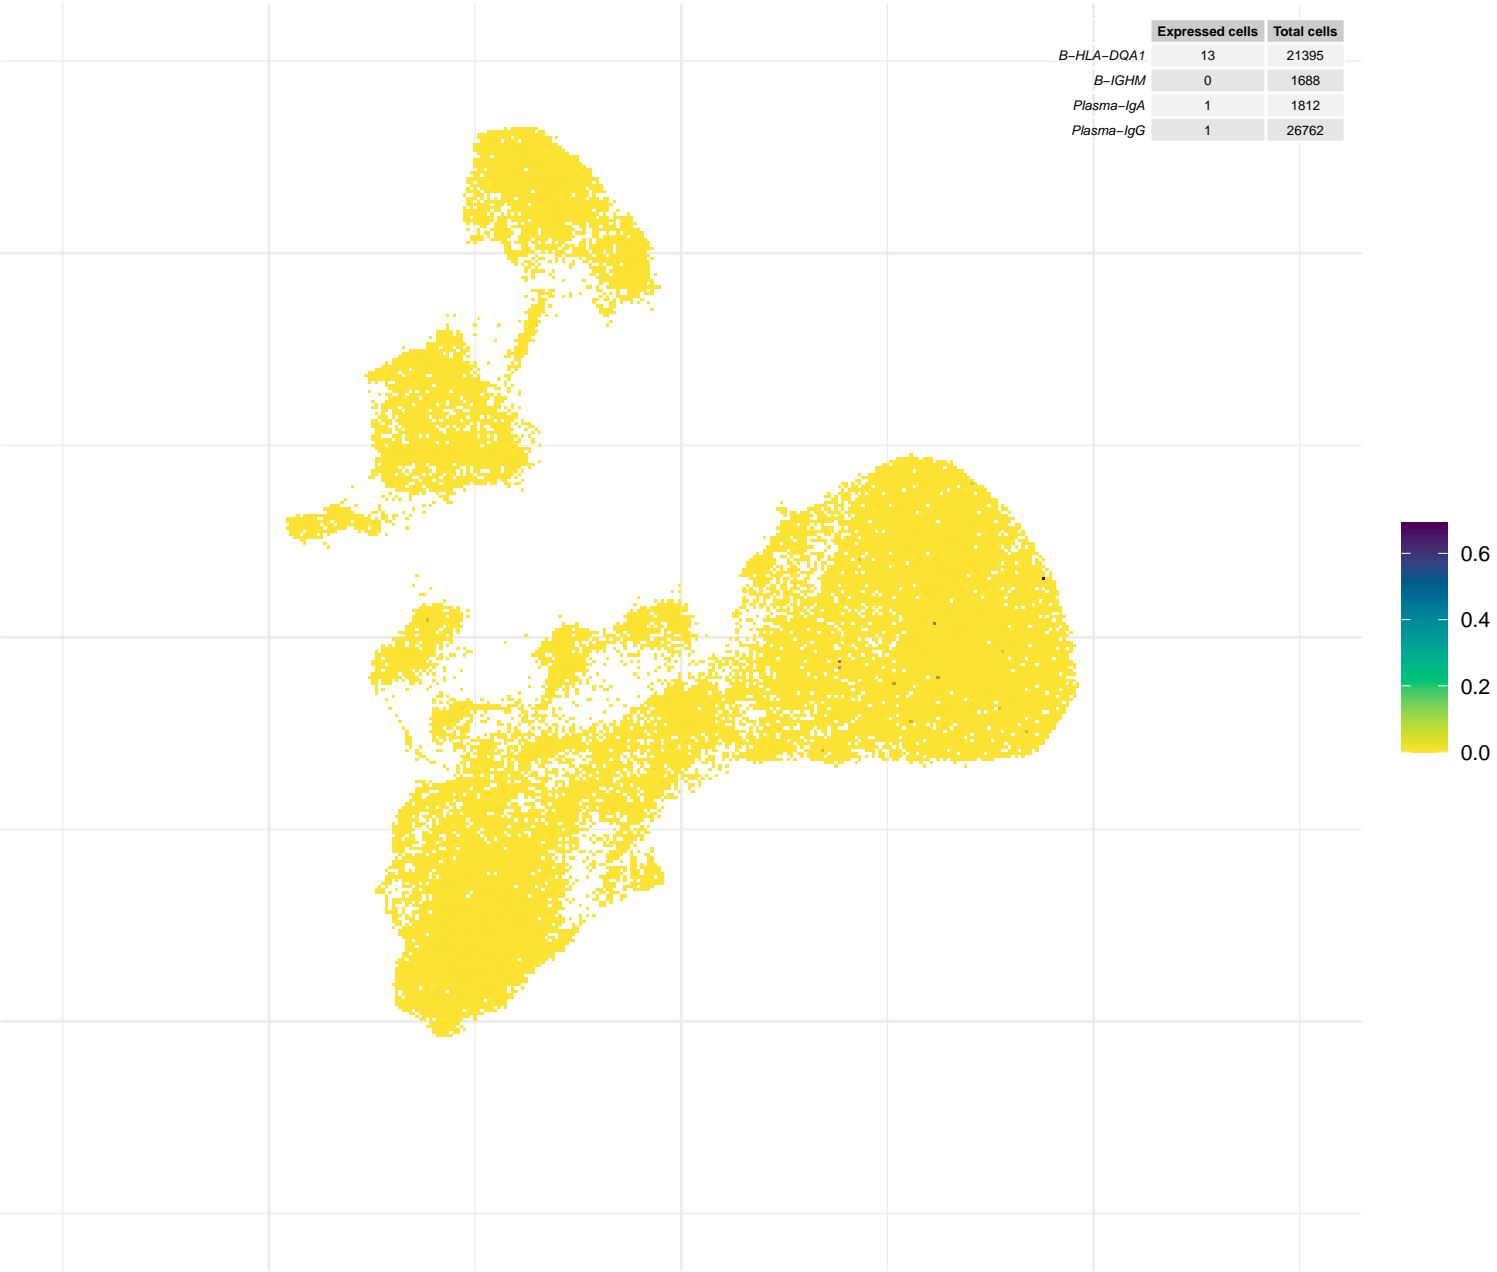 Expressed cells Total cells
B−HLA−DQA1 13 21395
B−IGHM 0 1688
Plasma−IgA 1 1812
Plasma−IgG 1 26762
0.6
0.4
0.2
0.0